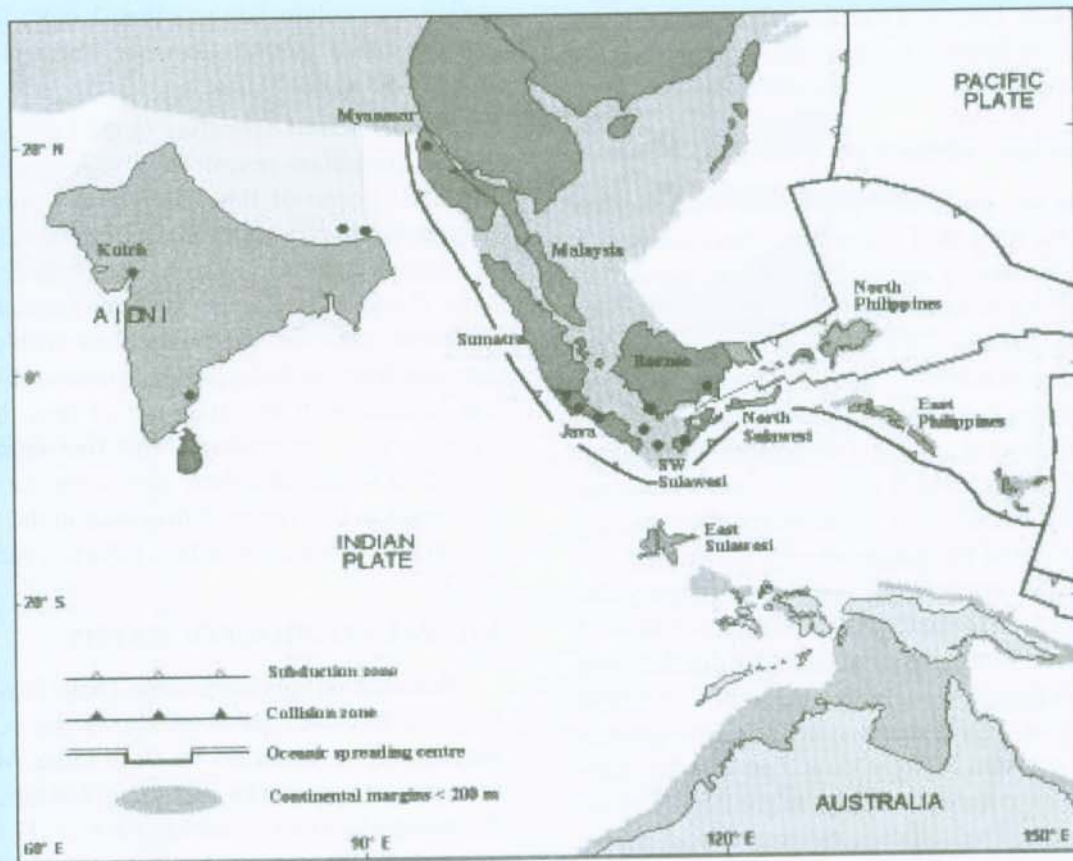 PACIFIC
PLATE
Myanmar
20° N
Kutch
Malaysia
A I DNI
North
Philippines
Sumatra
Borneo
0°
Java
North
Sulawesi
East
Philippines
SW
Sulawesi
INDIAN
PLATE
East
Sulawesi
20° S
Subduction zone
Collision zone
Oceanic spreading centre
Continental margins < 200 m
AUSTRALIA
60° E
90° E
120° E
150° E